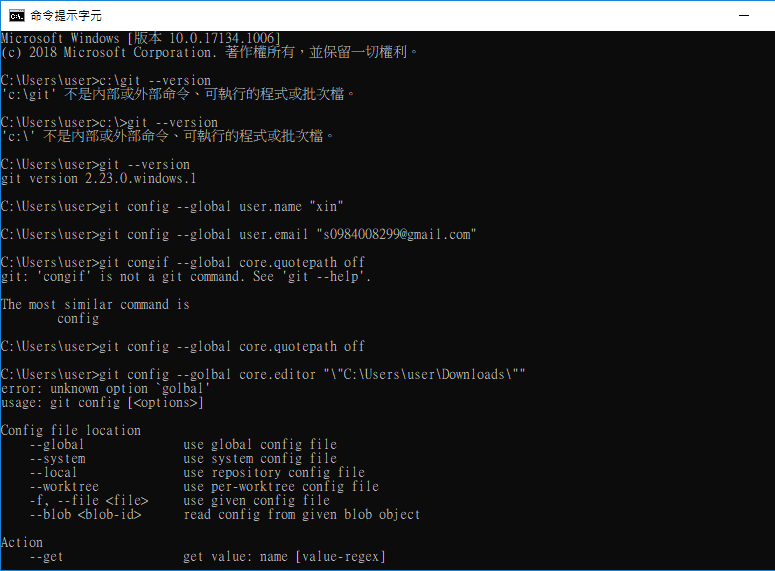 命令提示字元
Microsoft Windows [版本 10.0.17134.1006]
(c) 2018 Microsoft Corporation. 著作權所有，並保留一切權利。
C:\Users\user>c:\git --version
'c:\git' 不是內部或外部命令、可執行的程式或批次檔。
C:\Users\user>c:\>git --version
'c:\' 不是內部或外部命令、可執行的程式或批次檔。
C:\Users\user>git --version
git version 2.23.0.windows.1
C:\Users\user>git config --global user.name "xin"
C:\Users\user>git config --global user.email "s0984008299@gmail.com"
C:\Users\user>git congif --global core.quotepath off
git: 'congif' is not a git command. See 'git --help'.
The most similar command is
config
C:\Users\user>git config --global core.quotepath off
C:\Users\user>git config --golbal core.editor "\"C:\Users\user\Downloads\""
error: unknown option `golbal'
usage: git config [<options>]
Config file location
--global use global config file
--system use system config file
--local use repository config file
--worktree use per-worktree config file
-f, --file <file> use given config file
--blob <blob-id> read config from given blob object
Action
--get get value: name [value-regex]